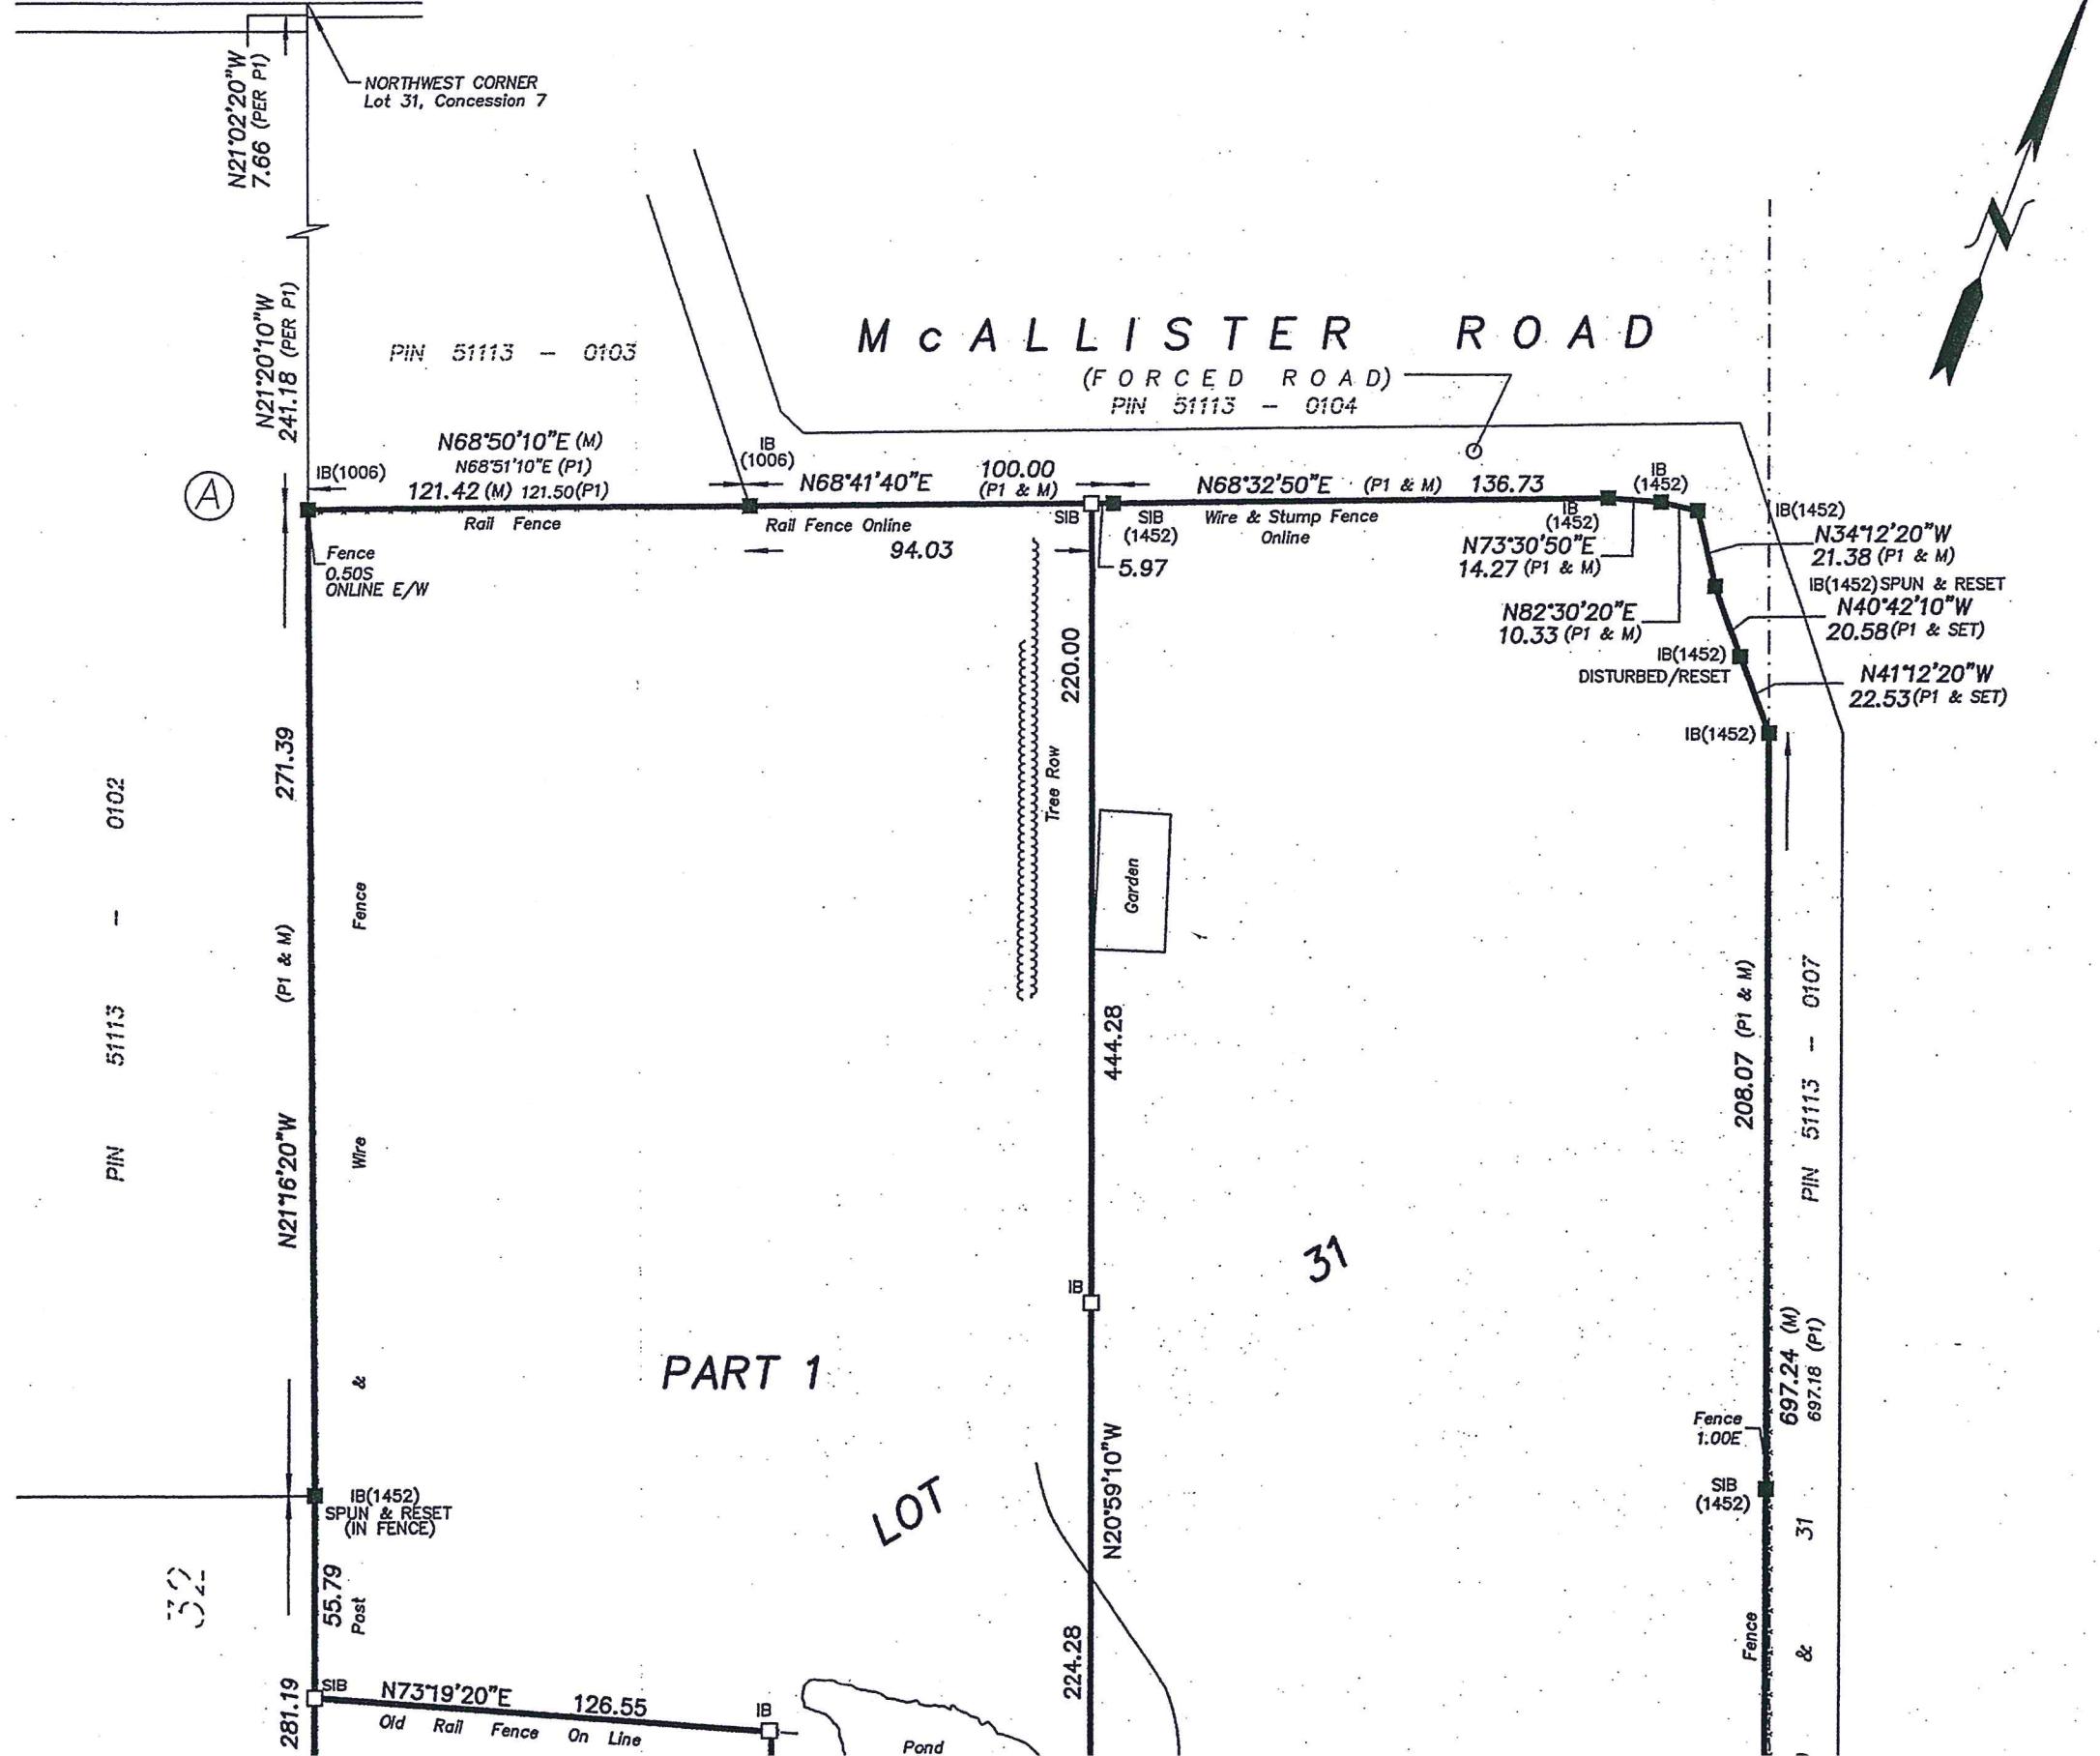 N21°02'20"W
7.66 (PER P1)
NORTHWEST CORNER
Lot 31, Concession 7
N
N21°20'10"W
241.18 (PER P1)
PIN 51113 - 0103
McALLISTER ROAD
(FORCED ROAD)
PIN 51113 - 0104
A
IB(1006)
N68°50'10"E (M)
N68°51'10"E (P1)
121.42 (M) 121.50(P1)
Rail Fence
IB
(1006)
N68°41'40"E
100.00
(P1 & M)
Rail Fence Online
94.03
SIB
SIB
(1452)
5.97
N68°32'50"E (P1 & M) 136.73
Wire & Stump Fence
Online
IB
(1452)
IB
(1452)
IB(1452)
N73°30'50"E
14.27 (P1 & M)
N82°30'20"E
10.33 (P1 & M)
N34°12'20"W
21.38 (P1 & M)
IB(1452) SPUN & RESET
N40°42'10"W
20.58(P1 & SET)
IB(1452)
DISTURBED/RESET
N41°12'20"W
22.53(P1 & SET)
IB(1452)
Fence
0.50S
ONLINE E/W
271.39
(P1 & M)
N21°16'20"W
Fence
Wire
&
Post
PIN 51113 - 0102
220.00
Tree Row
Garden
444.28
IB
208.07 (P1 & M)
PIN 51113 - 0107
31
PART 1
LOT
N20°59'10"W
224.28
697.24 (M)
697.18 (P1)
Fence
1.00E
SIB
(1452)
31
&
Fence
IB(1452)
SPUN & RESET
(IN FENCE)
32
55.79
281.19
SIB
N73°19'20"E 126.55
Old Rail Fence On Line
IB
Pond